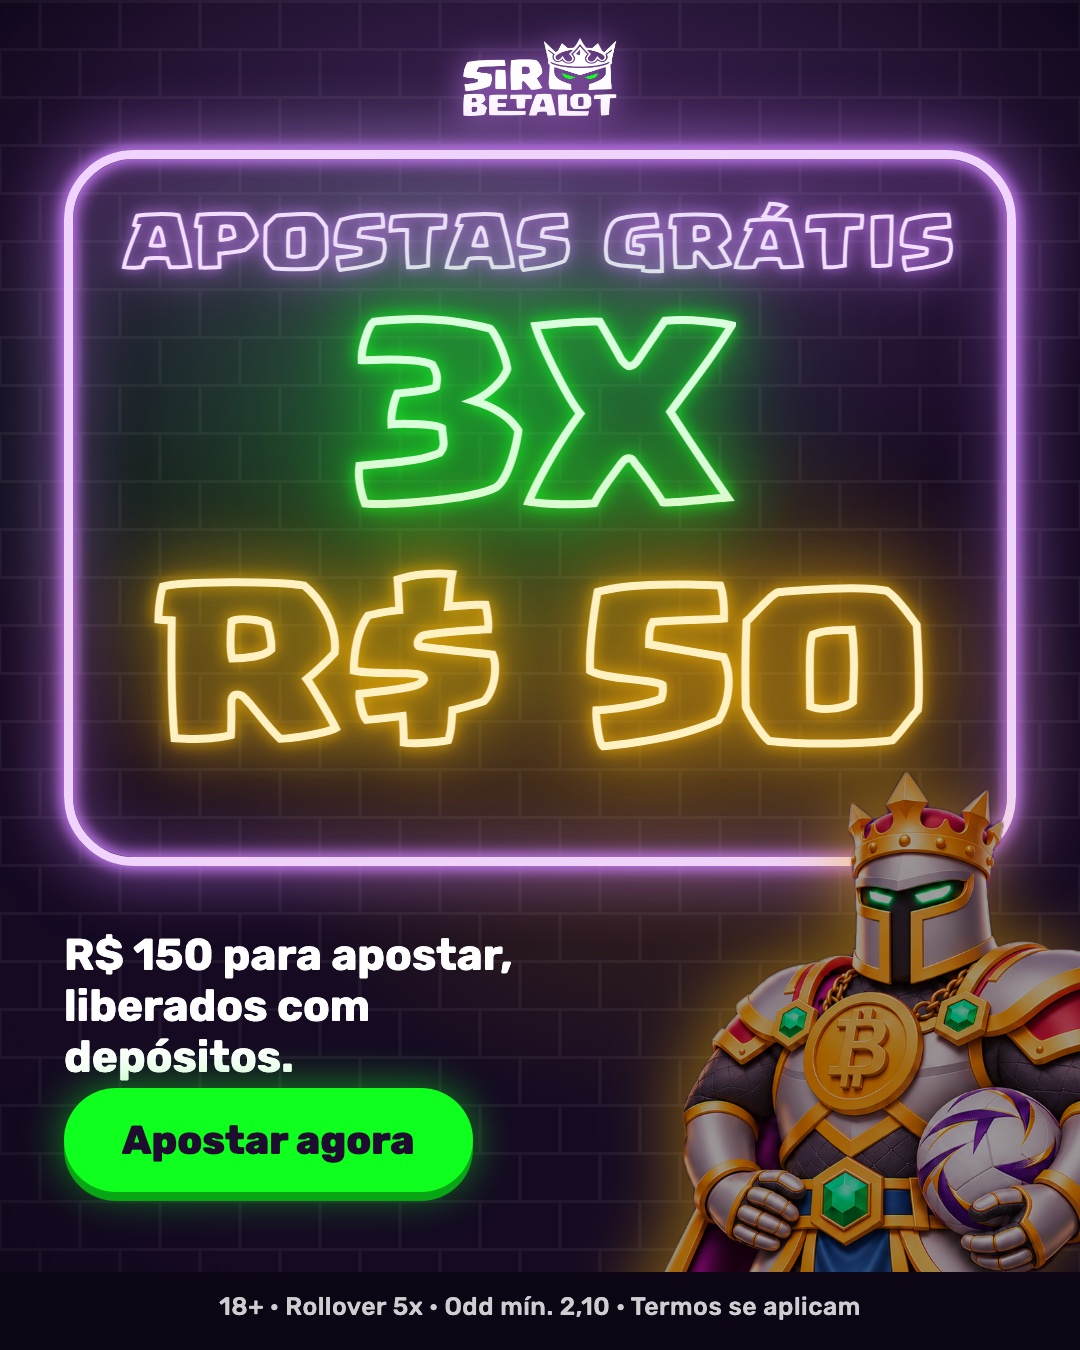 SIR
BETALOT
APOSTAS GRÁTIS
3X
R$ 50
R$ 150 para apostar,
liberados com
depósitos.
Apostar agora
18+ • Rollover 5x • Odd mín. 2,10 • Termos se aplicam